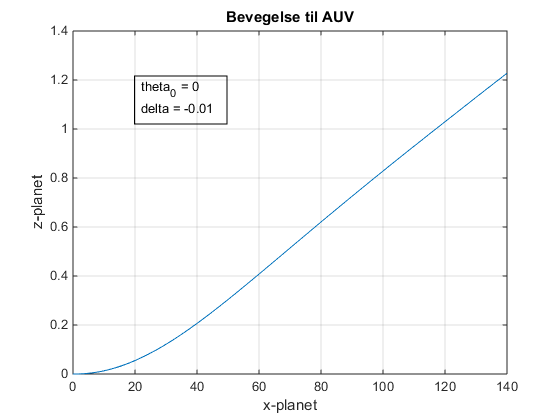 Bevegelse til AUV
1.4
1.2
1
0.8
0.6
0.4
0.2
0
z-planet
theta0 = 0
delta = -0.01
0 20 40 60 80 100 120 140
x-planet